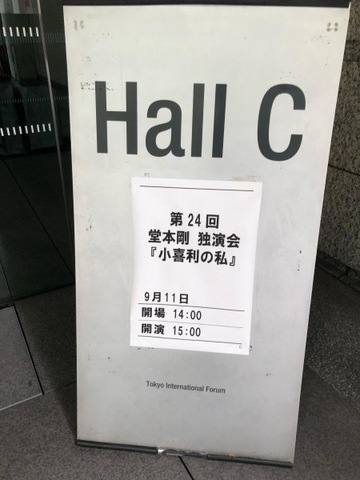 Hall C
第24回
堂本剛 独演会
『小喜利の私』
9月11日
開場 14:00
開演 15:00
Tokyo International Forum